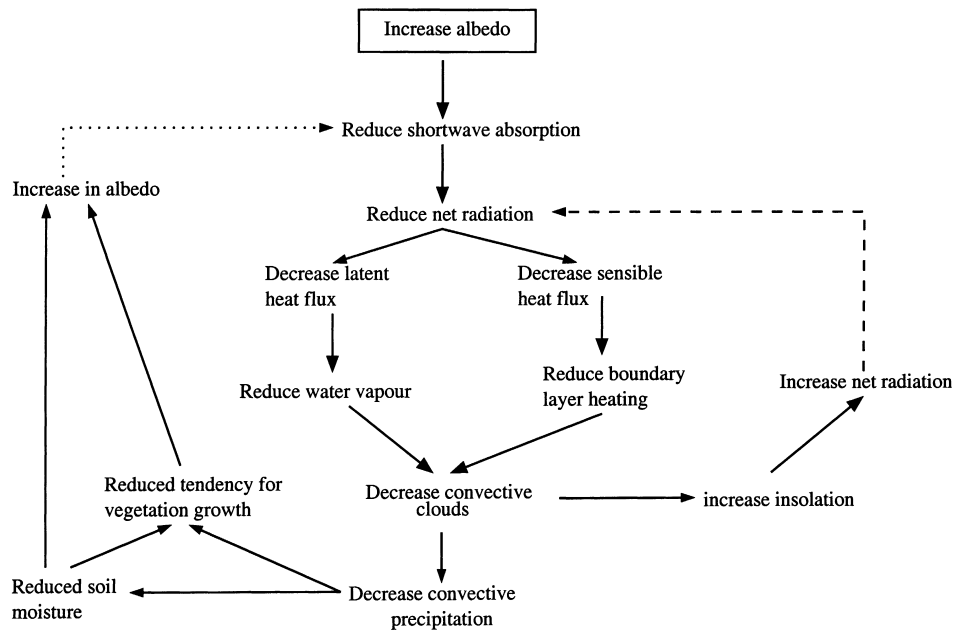 Increase albedo
Reduce shortwave absorption
Increase in albedo
Reduce net radiation
Decrease latent
heat flux
Decrease sensible
heat flux
Reduce water vapour
Reduce boundary
layer heating
Increase net radiation
Reduced tendency for
vegetation growth
Decrease convective
clouds
increase insolation
Reduced soil
moisture
Decrease convective
precipitation